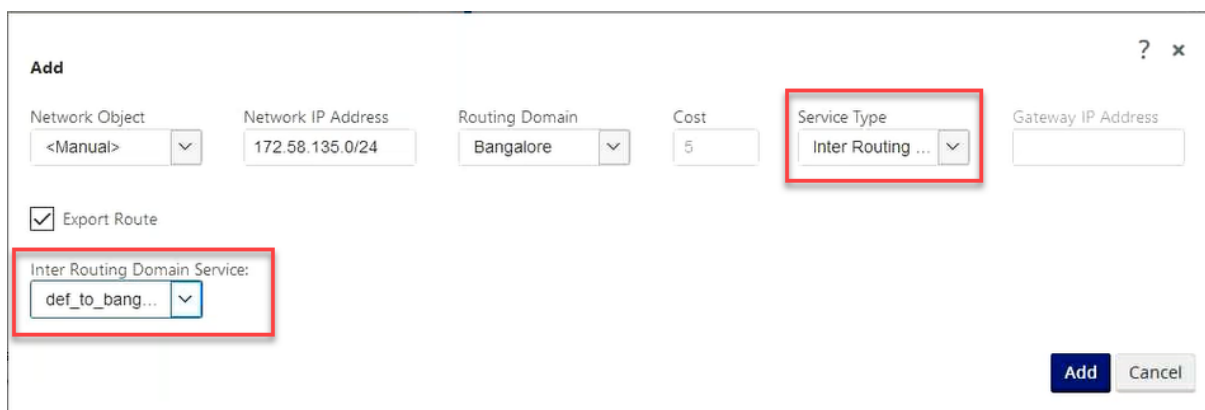 ? ×
Add
Network Object Network IP Address Routing Domain Cost Service Type Gateway IP Address
<Manual> 172.58.135.0/24 Bangalore 5 Inter Routing ...
Export Route
Inter Routing Domain Service:
def_to_bang...
Add Cancel